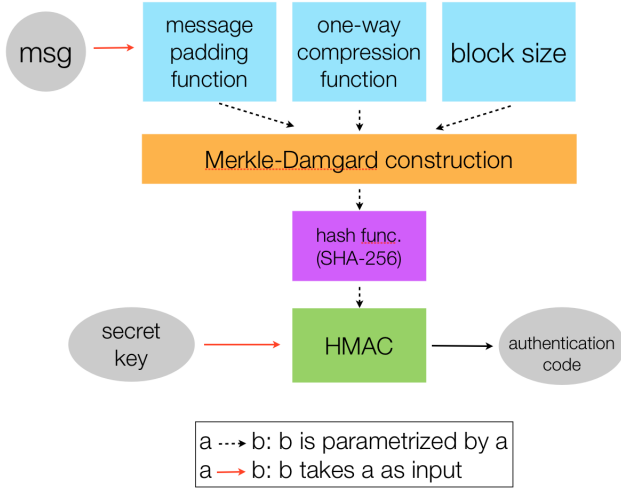 msg
message
padding
function
one-way
compression
function
block size
Merkle-Damgard construction
hash func.
(SHA-256)
secret
key
HMAC
authentication
code
a b: b is parametrized by a
a b: b takes a as input